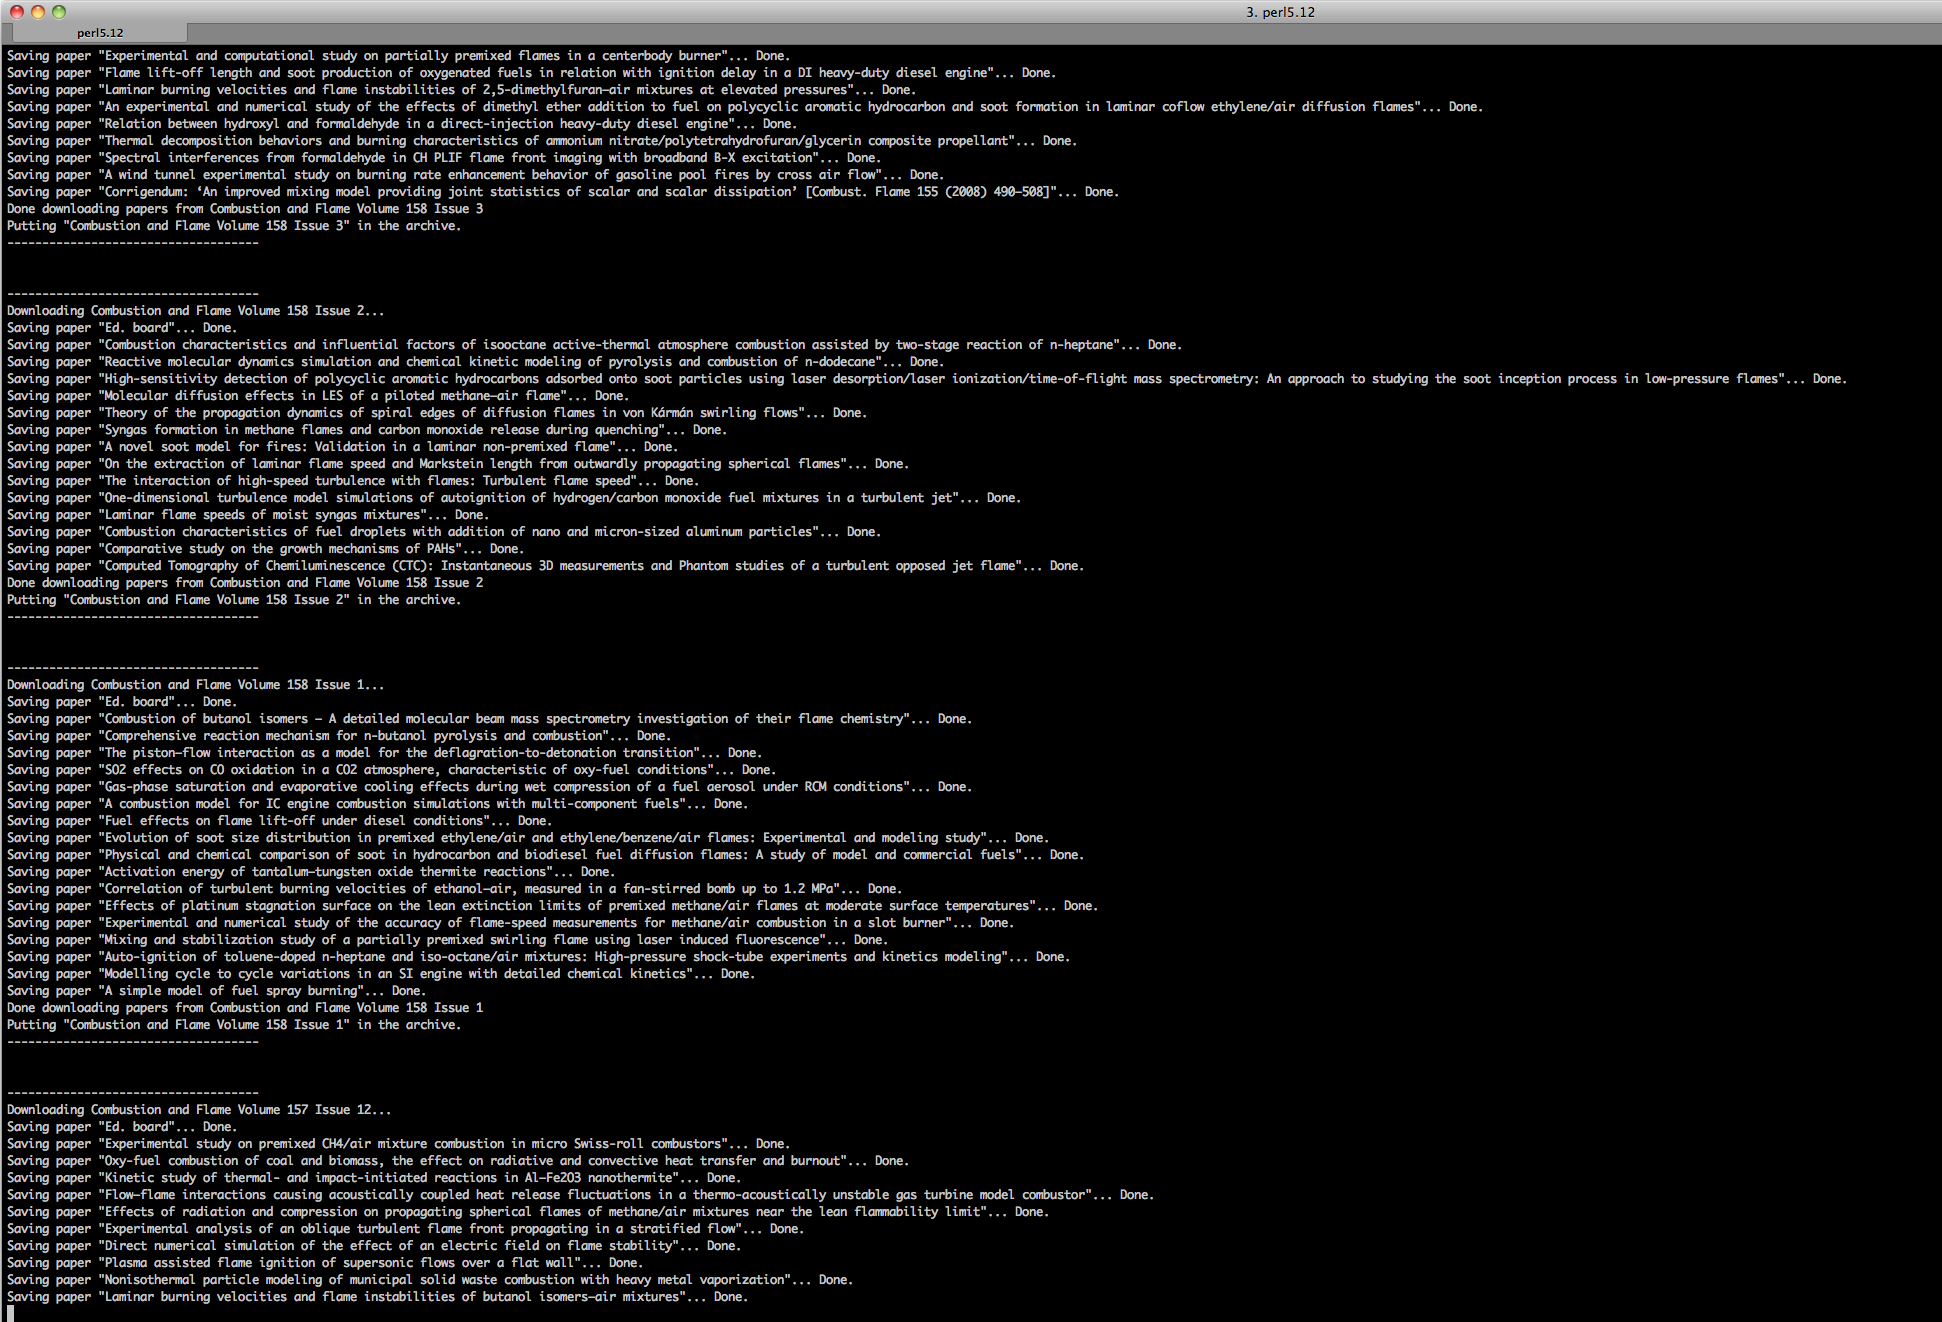 3. perl5.12
perl5.12
Saving paper "Experimental and computational study on partially premixed flames in a centerbody burner"... Done.
Saving paper "Flame lift-off length and soot production of oxygenated fuels in relation with ignition delay in a DI heavy-duty diesel engine"... Done.
Saving paper "Laminar burning velocities and flame instabilities of 2,5-dimethylfuran–air mixtures at elevated pressures"... Done.
Saving paper "An experimental and numerical study of the effects of dimethyl ether addition to fuel on polycyclic aromatic hydrocarbon and soot formation in laminar coflow ethylene/air diffusion flames"... Done.
Saving paper "Relation between hydroxyl and formaldehyde in a direct-injection heavy-duty diesel engine"... Done.
Saving paper "Thermal decomposition behaviors and burning characteristics of ammonium nitrate/polytetrahydrofuran/glycerin composite propellant"... Done.
Saving paper "Spectral interferences from formaldehyde in CH PLIF flame front imaging with broadband B-X excitation"... Done.
Saving paper "A wind tunnel experimental study on burning rate enhancement behavior of gasoline pool fires by cross air flow"... Done.
Saving paper "Corrigendum: ‘An improved mixing model providing joint statistics of scalar and scalar dissipation’ [Combust. Flame 155 (2008) 490–508]"... Done.
Done downloading papers from Combustion and Flame Volume 158 Issue 3
Putting "Combustion and Flame Volume 158 Issue 3" in the archive.
------------------------------------
------------------------------------
Downloading Combustion and Flame Volume 158 Issue 2...
Saving paper "Ed. board"... Done.
Saving paper "Combustion characteristics and influential factors of isooctane active-thermal atmosphere combustion assisted by two-stage reaction of n-heptane"... Done.
Saving paper "Reactive molecular dynamics simulation and chemical kinetic modeling of pyrolysis and combustion of n-dodecane"... Done.
Saving paper "High-sensitivity detection of polycyclic aromatic hydrocarbons adsorbed onto soot particles using laser desorption/laser ionization/time-of-flight mass spectrometry: An approach to studying the soot inception process in low-pressure flames"... Done.
Saving paper "Molecular diffusion effects in LES of a piloted methane–air flame"... Done.
Saving paper "Theory of the propagation dynamics of spiral edges of diffusion flames in von Kármán swirling flows"... Done.
Saving paper "Syngas formation in methane flames and carbon monoxide release during quenching"... Done.
Saving paper "A novel soot model for fires: Validation in a laminar non-premixed flame"... Done.
Saving paper "On the extraction of laminar flame speed and Markstein length from outwardly propagating spherical flames"... Done.
Saving paper "The interaction of high-speed turbulence with flames: Turbulent flame speed"... Done.
Saving paper "One-dimensional turbulence model simulations of autoignition of hydrogen/carbon monoxide fuel mixtures in a turbulent jet"... Done.
Saving paper "Laminar flame speeds of moist syngas mixtures"... Done.
Saving paper "Combustion characteristics of fuel droplets with addition of nano and micron-sized aluminum particles"... Done.
Saving paper "Comparative study on the growth mechanisms of PAHs"... Done.
Saving paper "Computed Tomography of Chemiluminescence (CTC): Instantaneous 3D measurements and Phantom studies of a turbulent opposed jet flame"... Done.
Done downloading papers from Combustion and Flame Volume 158 Issue 2
Putting "Combustion and Flame Volume 158 Issue 2" in the archive.
------------------------------------
------------------------------------
Downloading Combustion and Flame Volume 158 Issue 1...
Saving paper "Ed. board"... Done.
Saving paper "Combustion of butanol isomers – A detailed molecular beam mass spectrometry investigation of their flame chemistry"... Done.
Saving paper "Comprehensive reaction mechanism for n-butanol pyrolysis and combustion"... Done.
Saving paper "The piston–flow interaction as a model for the deflagration-to-detonation transition"... Done.
Saving paper "SO2 effects on CO oxidation in a CO2 atmosphere, characteristic of oxy-fuel conditions"... Done.
Saving paper "Gas-phase saturation and evaporative cooling effects during wet compression of a fuel aerosol under RCM conditions"... Done.
Saving paper "A combustion model for IC engine combustion simulations with multi-component fuels"... Done.
Saving paper "Fuel effects on flame lift-off under diesel conditions"... Done.
Saving paper "Evolution of soot size distribution in premixed ethylene/air and ethylene/benzene/air flames: Experimental and modeling study"... Done.
Saving paper "Physical and chemical comparison of soot in hydrocarbon and biodiesel fuel diffusion flames: A study of model and commercial fuels"... Done.
Saving paper "Activation energy of tantalum–tungsten oxide thermite reactions"... Done.
Saving paper "Correlation of turbulent burning velocities of ethanol–air, measured in a fan-stirred bomb up to 1.2 MPa"... Done.
Saving paper "Effects of platinum stagnation surface on the lean extinction limits of premixed methane/air flames at moderate surface temperatures"... Done.
Saving paper "Experimental and numerical study of the accuracy of flame-speed measurements for methane/air combustion in a slot burner"... Done.
Saving paper "Mixing and stabilization study of a partially premixed swirling flame using laser induced fluorescence"... Done.
Saving paper "Auto-ignition of toluene-doped n-heptane and iso-octane/air mixtures: High-pressure shock-tube experiments and kinetics modeling"... Done.
Saving paper "Modelling cycle to cycle variations in an SI engine with detailed chemical kinetics"... Done.
Saving paper "A simple model of fuel spray burning"... Done.
Done downloading papers from Combustion and Flame Volume 158 Issue 1
Putting "Combustion and Flame Volume 158 Issue 1" in the archive.
------------------------------------
------------------------------------
Downloading Combustion and Flame Volume 157 Issue 12...
Saving paper "Ed. board"... Done.
Saving paper "Experimental study on premixed CH4/air mixture combustion in micro Swiss-roll combustors"... Done.
Saving paper "Oxy-fuel combustion of coal and biomass, the effect on radiative and convective heat transfer and burnout"... Done.
Saving paper "Kinetic study of thermal- and impact-initiated reactions in Al–Fe2O3 nanothermite"... Done.
Saving paper "Flow–flame interactions causing acoustically coupled heat release fluctuations in a thermo-acoustically unstable gas turbine model combustor"... Done.
Saving paper "Effects of radiation and compression on propagating spherical flames of methane/air mixtures near the lean flammability limit"... Done.
Saving paper "Experimental analysis of an oblique turbulent flame front propagating in a stratified flow"... Done.
Saving paper "Direct numerical simulation of the effect of an electric field on flame stability"... Done.
Saving paper "Plasma assisted flame ignition of supersonic flows over a flat wall"... Done.
Saving paper "Nonisothermal particle modeling of municipal solid waste combustion with heavy metal vaporization"... Done.
Saving paper "Laminar burning velocities and flame instabilities of butanol isomers–air mixtures"... Done.